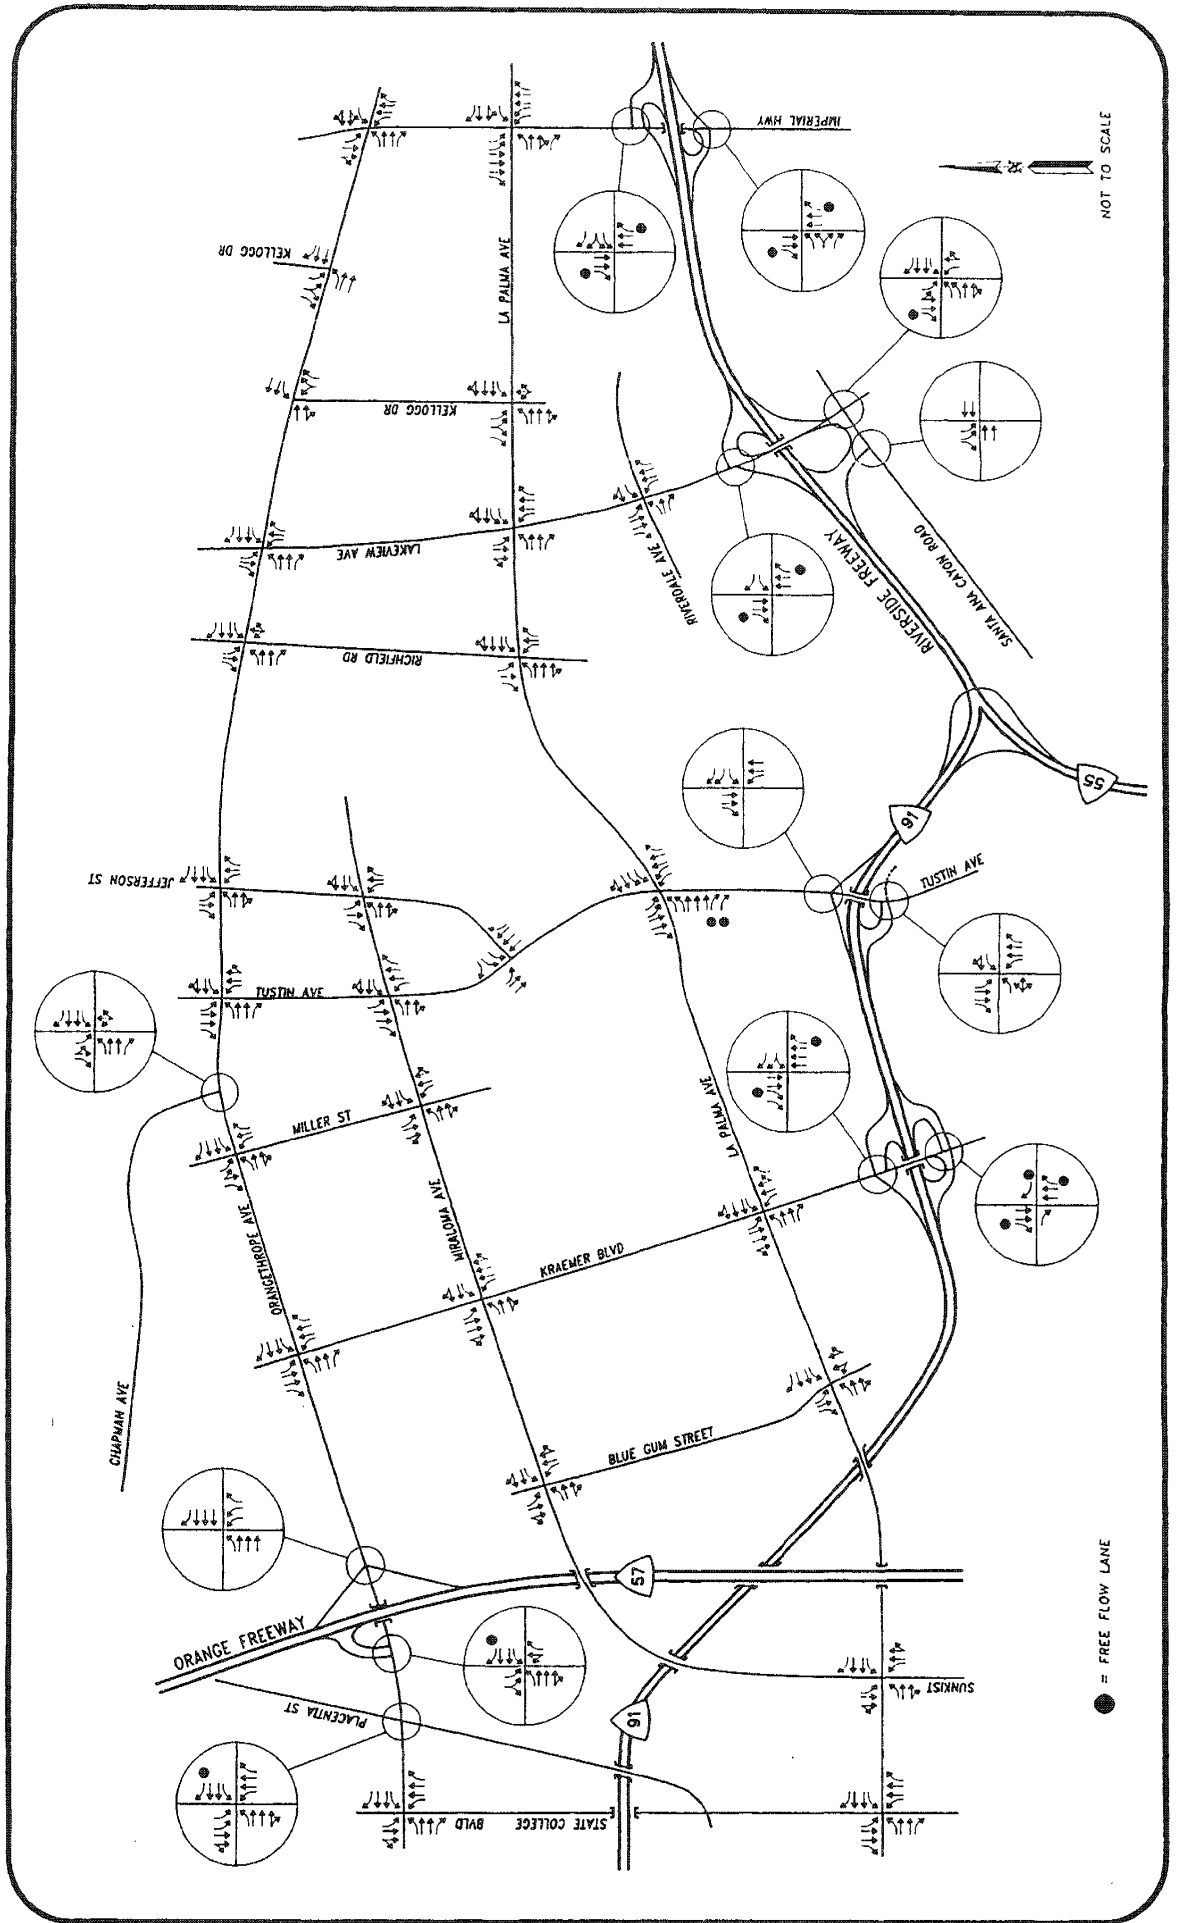 IMPERIAL HWY
NOT TO SCALE
KELLOGG DR
LA PALMA AVE
KELLOGG DR
LAKEVIEW AVE
RIVERDALE AVE
RIVERSIDE FREEWAY
SANTA ANA CAYON ROAD
RICHFIELD RD
55
91
JEFFERSON ST
TUSTIN AVE
TUSTIN AVE
MILLER ST
LA PALMA AVE
ORANGETHROPE AVE
MIRALOMA AVE
KRAEMER BLVD
CHAPMAN AVE
BLUE GUM STREET
57
ORANGE FREEWAY
PLACENTIA ST
91
SUNKIST
STATE COLLEGE BVLD
= FREE FLOW LANE